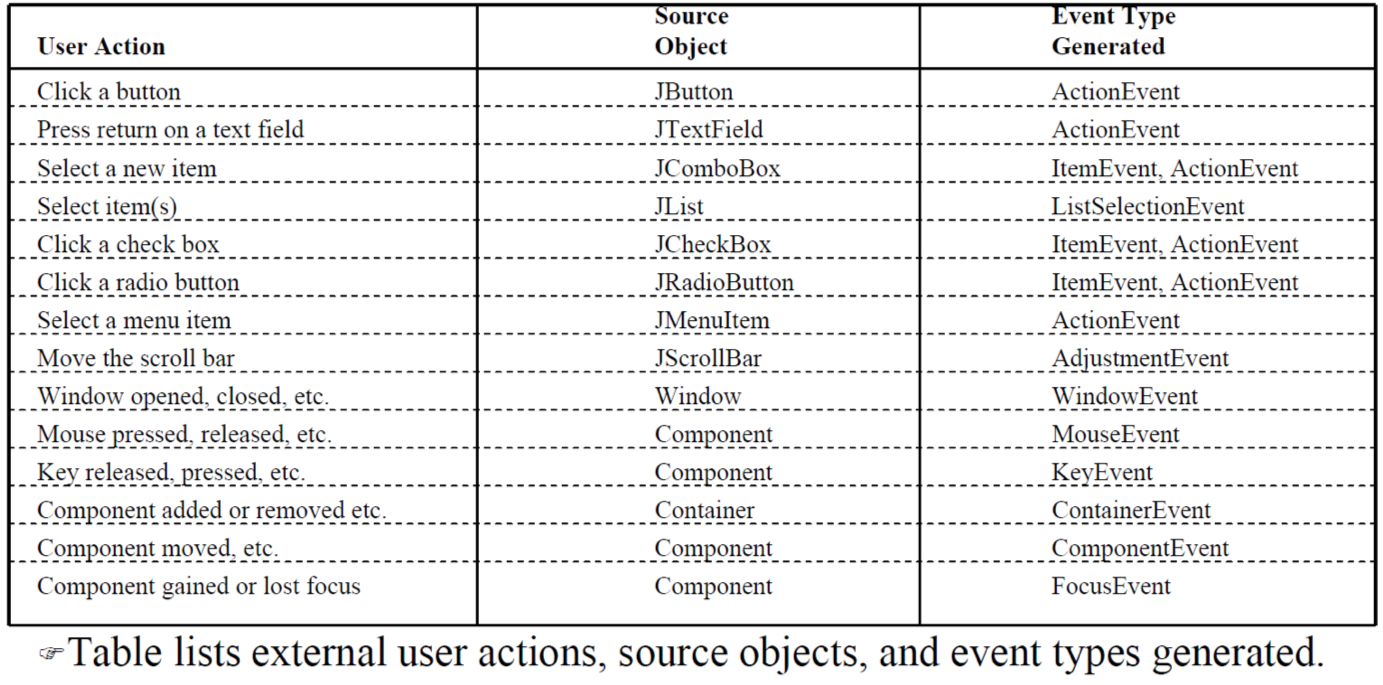 User Action Source Object Event Type Generated
Click a button JButton ActionEvent
Press return on a text field JTextField ActionEvent
Select a new item JComboBox ItemEvent, ActionEvent
Select item(s) JList ListSelectionEvent
Click a check box JCheckBox ItemEvent, ActionEvent
Click a radio button JRadioButton ItemEvent, ActionEvent
Select a menu item JMenuItem ActionEvent
Move the scroll bar JScrollBar AdjustmentEvent
Window opened, closed, etc. Window WindowEvent
Mouse pressed, released, etc. Component MouseEvent
Key released, pressed, etc. Component KeyEvent
Component added or removed etc. Container ContainerEvent
Component moved, etc. Component ComponentEvent
Component gained or lost focus Component FocusEvent
☞Table lists external user actions, source objects, and event types generated.